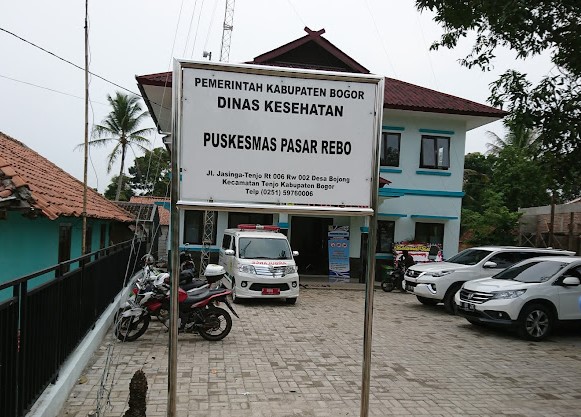 PEMERINTAH KABUPATEN BOGOR
DINAS KESEHATAN
PUSKESMAS PASAR REBO
Jl. Jasinga-Tenjo Rt 006 Rw 002 Desa Bojong
Kecamatan Tenjo Kabupaten Bogor
Telp (0251) 59760006